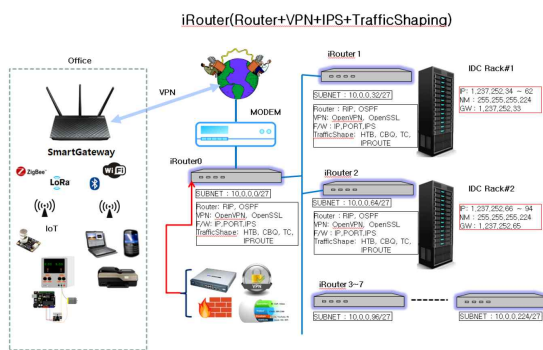 iRouter(Router+VPN+IPS+TrafficShaping)
Office
VPN
SmartGateway
ZigBee
LoRa
Wi Fi
IoT
MODEM
iRouter0
SUBNET : 10,0,0,0/27
Router: RIP, OSPF
VPN: OpenVPN, OpenSSL
F/W: IP,PORT,IPS
TrafficShape: HTB, CBQ, TC,
IPROUTE
VPN
iRouter 1
SUBNET : 10,0,0,32/27
Router : RIP, OSPF
VPN: OpenVPN, OpenSSL
F/W : IP,PORT,IPS
TrafficShape : HTB, CBQ, TC,
IPROUTE
IDC Rack#1
IP: 1,237,252,34 ~ 62
NM : 255,255,255,224
GW : 1,237,252,33
iRouter 2
SUBNET : 10,0,0,64/27
Router : RIP, OSPF
VPN: OpenVPN, OpenSSL
F/W : IP,PORT,IPS
TrafficShape: HTB, CBQ, TC,
IPROUTE
IDC Rack#2
IP: 1,237,252,66 ~ 94
NM : 255,255,255,224
GW : 1,237,252,65
iRouter 3~7
SUBNET : 10,0,0,96/27
SUBNET : 10,0,0,224/27